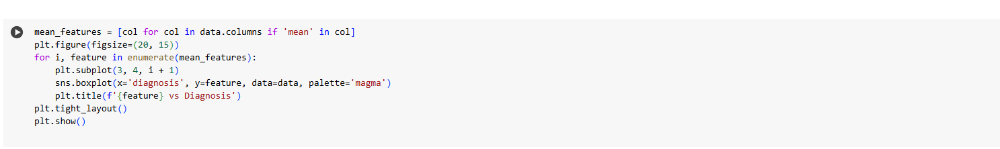 mean_features = [col for col in data.columns if 'mean' in col]
plt.figure(figsize=(20, 15))
for i, feature in enumerate(mean_features):
    plt.subplot(3, 4, i + 1)
    sns.boxplot(x='diagnosis', y=feature, data=data, palette='magma')
    plt.title(f'{feature} vs Diagnosis')
plt.tight_layout()
plt.show()